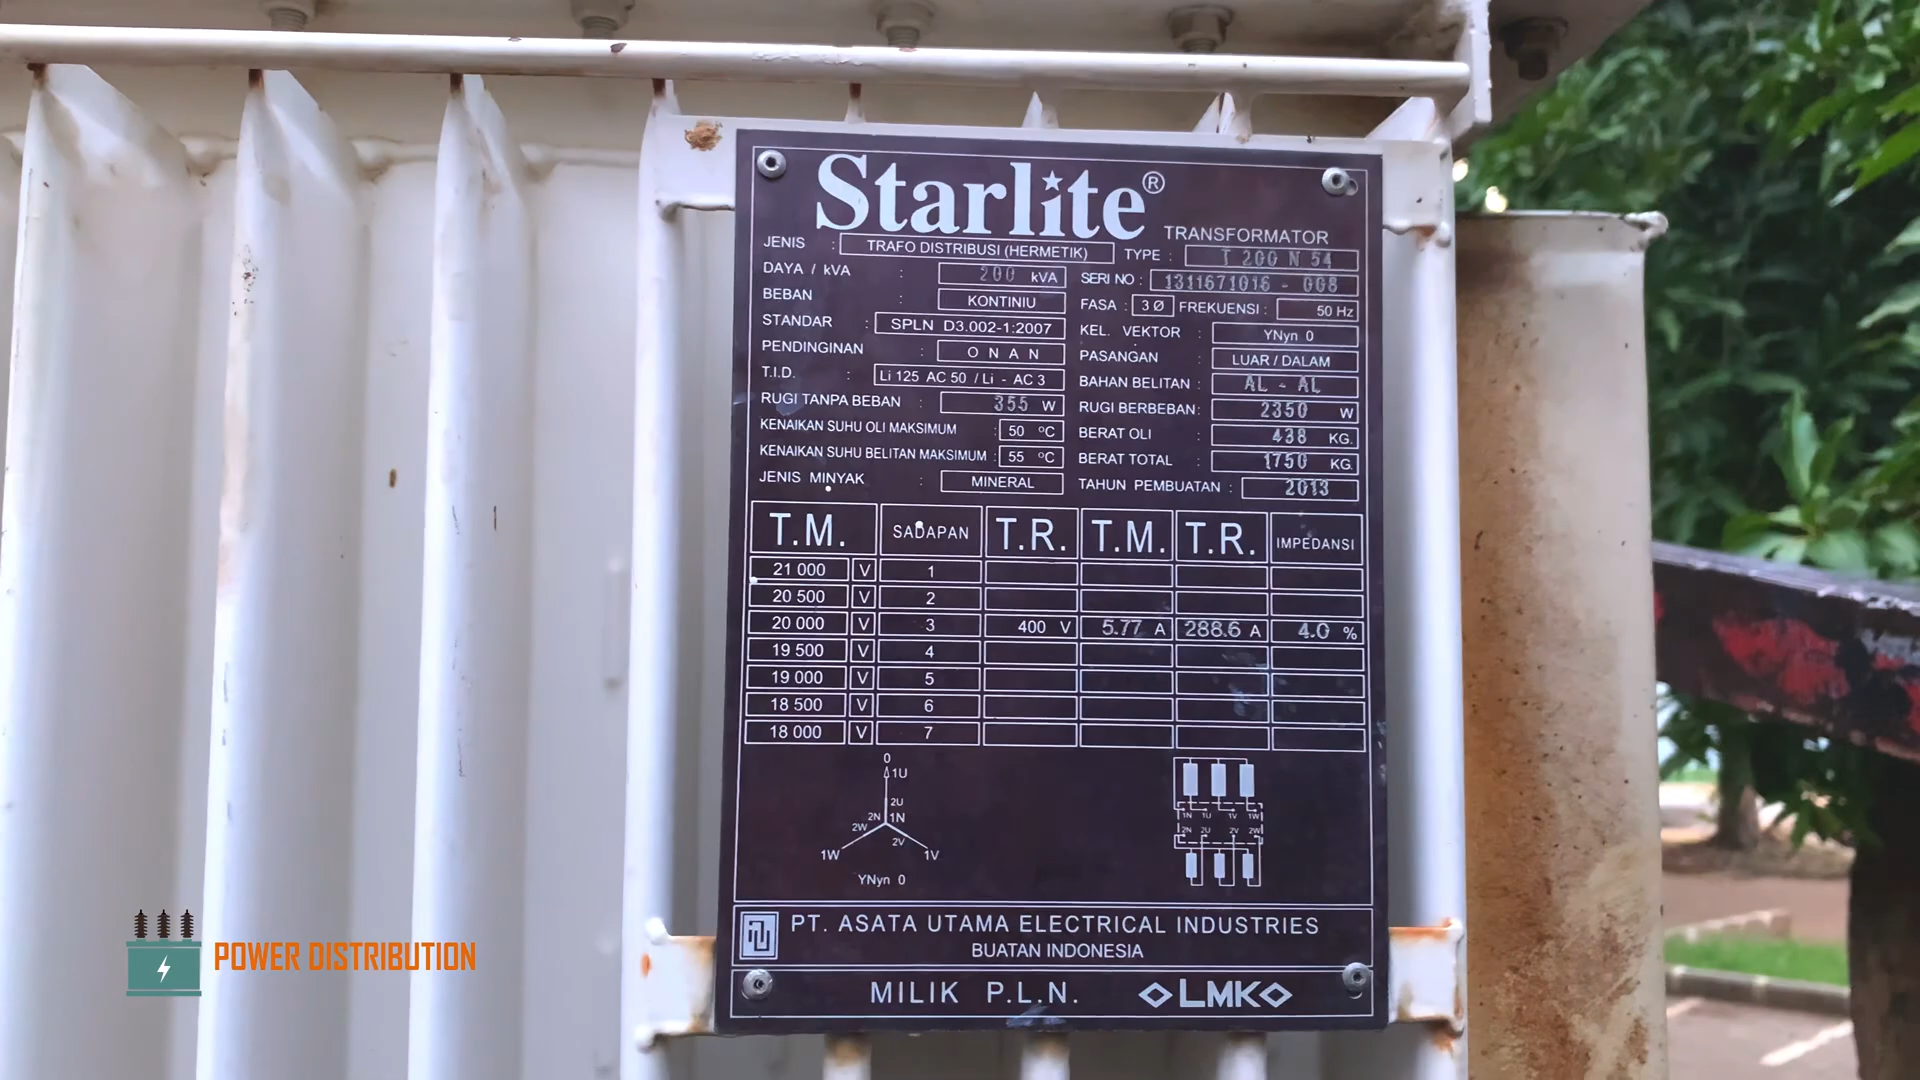 Starlite®
TRANSFORMATOR
JENIS : TRAFO DISTRIBUSI (HERMETIK) TYPE : T 200 N 54
DAYA / kVA : 200 kVA SERI NO : 1311671016 - 008
BEBAN : KONTINIU FASA : 3 Ø FREKUENSI : 50 Hz
STANDAR : SPLN D3.002-1:2007 KEL. VEKTOR : YNyn 0
PENDINGINAN : O N A N PASANGAN : LUAR / DALAM
T.I.D. : Li 125 AC 50 / Li - AC 3 BAHAN BELITAN : AL - AL
RUGI TANPA BEBAN : 355 W RUGI BERBEBAN : 2350 W
KENAIKAN SUHU OLI MAKSIMUM : 50 °C BERAT OLI : 438 KG.
KENAIKAN SUHU BELITAN MAKSIMUM : 55 °C BERAT TOTAL : 1750 KG.
JENIS MINYAK : MINERAL TAHUN PEMBUATAN : 2013
T.M. SADAPAN T.R. T.M. T.R. IMPEDANSI
21 000 V 1
20 500 V 2
20 000 V 3 400 V 5.77 A 288.6 A 4.0 %
19 500 V 4
19 000 V 5
18 500 V 6
18 000 V 7
0
1U
2U
2N 1N
2W 2V
1W 1V
YNyn 0
1N 1U 1V 1W
2N 2U 2V 2W
PT. ASATA UTAMA ELECTRICAL INDUSTRIES
BUATAN INDONESIA
MILIK P.L.N. LMK
POWER DISTRIBUTION